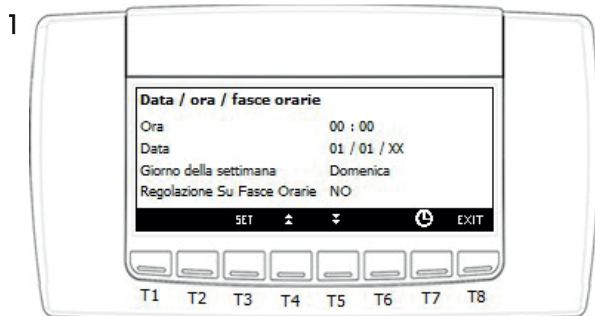 1
Data / ora / fasce orarie
Ora 00 : 00
Data 01 / 01 / XX
Giorno della settimana Domenica
Regolazione Su Fasce Orarie NO
SET EXIT
T1 T2 T3 T4 T5 T6 T7 T8